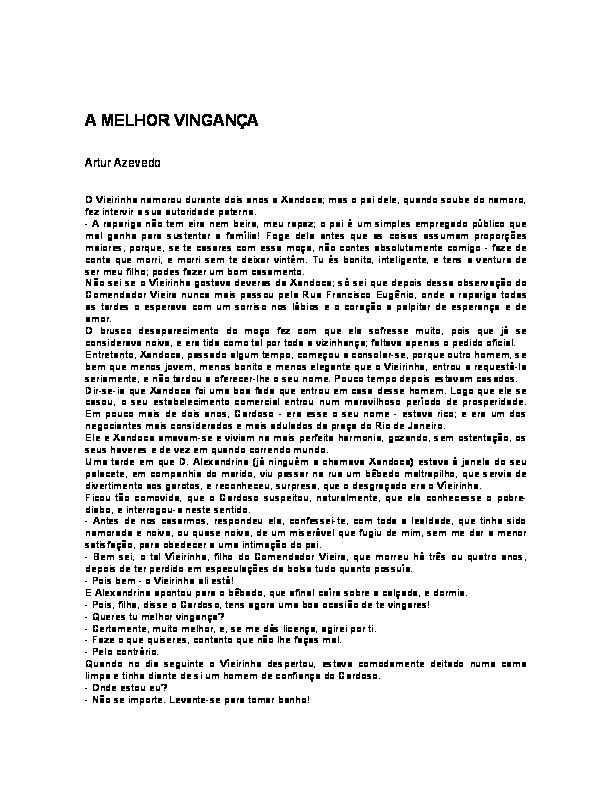 A MELHOR VINGANÇA
Artur Azevedo
O Vieirinha namorou durante dois anos a Xandoca; mas o pai dele, quando soube do namoro,
fez intervir a sua autoridade paterna.
- A rapariga não tem eira nem beira, meu rapaz; o pai é um simples empregado público que
mal ganha para sustentar a família! Foge dela antes que as coisas assumam proporções
maiores, porque, se te casares com essa moça, não contes absolutamente comigo - faze de
conta que morri, e morri sem te deixar vintém. Tu és bonito, inteligente, e tens a ventura de
ser meu filho; podes fazer um bom casamento.
Não sei se o Vieirinha gostava deveras da Xandoca; só sei que depois dessa observação do
Comendador Vieira nunca mais passou pela Rua Francisco Eugênio, onde a rapariga todas
as tardes o esperava com um sorriso nos lábios e o coração a palpitar de esperança e de
amor.
O brusco desaparecimento do moço fez com que ela sofresse muito, pois que já se
considerava noiva, e era tida como tal por toda a vizinhança; faltava apenas o pedido oficial.
Entretanto, Xandoca, passado algum tempo, começou a consolar-se, porque outro homem, se
bem que menos jovem, menos bonito e menos elegante que o Vieirinha, entrou a requestá-la
seriamente, e não tardou a oferecer-lhe o seu nome. Pouco tempo depois estavam casados.
Dir-se-ia que Xandoca foi uma boa fada que entrou em casa desse homem. Logo que ele se
casou, o seu estabelecimento comercial entrou num maravilhoso período de prosperidade.
Em pouco mais de dois anos, Cardoso - era esse o seu nome - estava rico; e era um dos
negociantes mais considerados e mais adulados da praça do Rio de Janeiro.
Ele e Xandoca amavam-se e viviam na mais perfeita harmonia, gozando, sem ostentação, os
seus haveres e de vez em quando correndo mundo.
Uma tarde em que D. Alexandrina (já ninguém a chamava Xandoca) estava à janela do seu
palacete, em companhia do marido, viu passar na rua um bêbedo maltrapilho, que servia de
divertimento aos garotos, e reconheceu, surpresa, que o desgraçado era o Vieirinha.
Ficou tão comovida, que o Cardoso suspeitou, naturalmente, que ela conhecesse o pobre-
diabo, e interrogou-a neste sentido.
- Antes de nos casarmos, respondeu ela, confessei-te, com toda a lealdade, que tinha sido
namorada e noiva, ou quase noiva, de um miserável que fugiu de mim, sem me dar a menor
satisfação, para obedecer a uma intimação do pai.
- Bem sei, o tal Vieirinha, filho do Comendador Vieira, que morreu há três ou quatro anos,
depois de ter perdido em especulações da bolsa tudo quanto possuía.
- Pois bem - o Vieirinha ali está!
E Alexandrina apontou para o bêbado, que afinal caíra sobre a calçada, e dormia.
- Pois, filha, disse o Cardoso, tens agora uma boa ocasião de te vingares!
- Queres tu melhor vingança?
- Certamente, muito melhor, e, se me dás licença, agirei por ti.
- Faze o que quiseres, contanto que não lhe faças mal.
- Pelo contrário.
Quando no dia seguinte o Vieirinha despertou, estava comodamente deitado numa cama
limpa e tinha diante de si um homem de confiança do Cardoso.
- Onde estou eu?
- Não se importe. Levante-se para tomar banho!